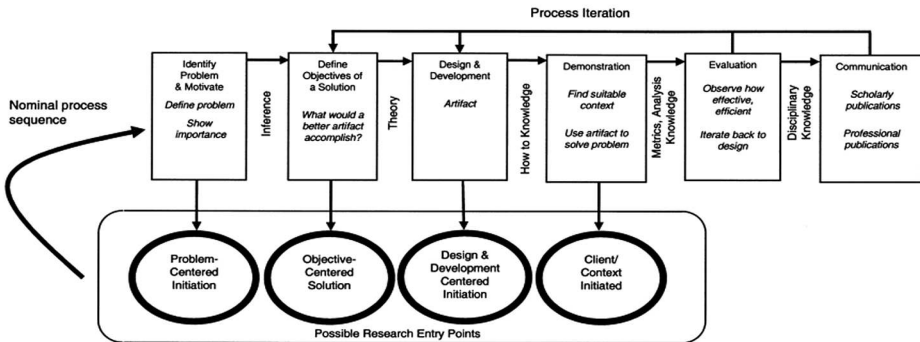 Process Iteration
Nominal process
sequence
Identify
Problem
& Motivate
Define problem
Show
importance
Inference
Define
Objectives of
a Solution
What would a
better artifact
accomplish?
Theory
Design &
Development
Artifact
How to Knowledge
Demonstration
Find suitable
context
Use artifact to
solve problem
Metrics, Analysis
Knowledge
Evaluation
Observe how
effective,
efficient
Iterate back to
design
Disciplinary
Knowledge
Communication
Scholarly
publications
Professional
publications
Problem-
Centered
Initiation
Objective-
Centered
Solution
Design &
Development
Centered
Initiation
Client/
Context
Initiated
Possible Research Entry Points